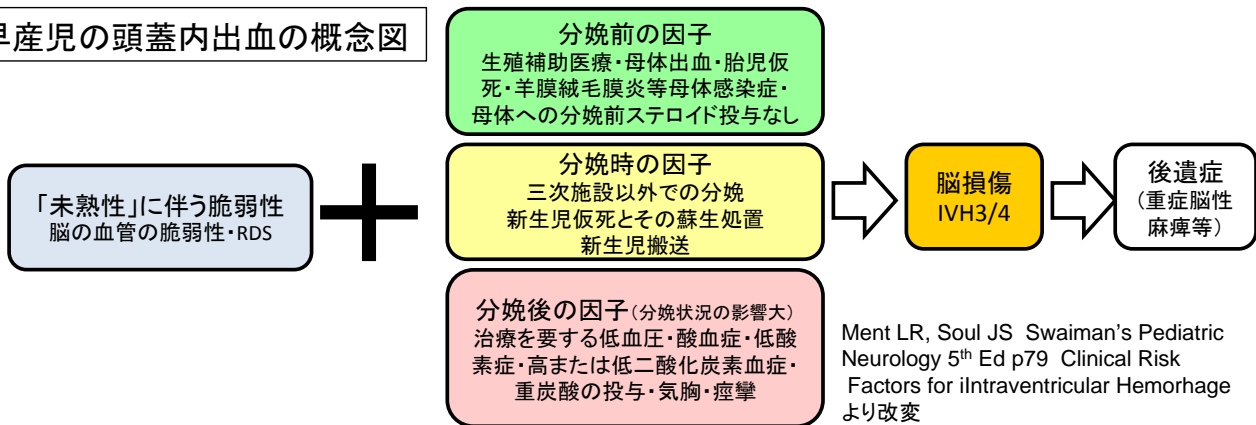 早産児の頭蓋内出血の概念図
分娩前の因子
生殖補助医療・母体出血・胎児仮
死・羊膜絨毛膜炎等母体感染症・
母体への分娩前ステロイド投与なし
「未熟性」に伴う脆弱性
脳の血管の脆弱性・RDS
分娩時の因子
三次施設以外での分娩
新生児仮死とその蘇生処置
新生児搬送
脳損傷
IVH3/4
後遺症
(重症脳性
麻痺等)
分娩後の因子(分娩状況の影響大)
治療を要する低血圧・酸血症・低酸
素症・高または低二酸化炭素血症・
重炭酸の投与・気胸・痙攣
Ment LR, Soul JS Swaiman's Pediatric
Neurology 5th Ed p79 Clinical Risk
Factors for iIntraventricular Hemorhage
より改変